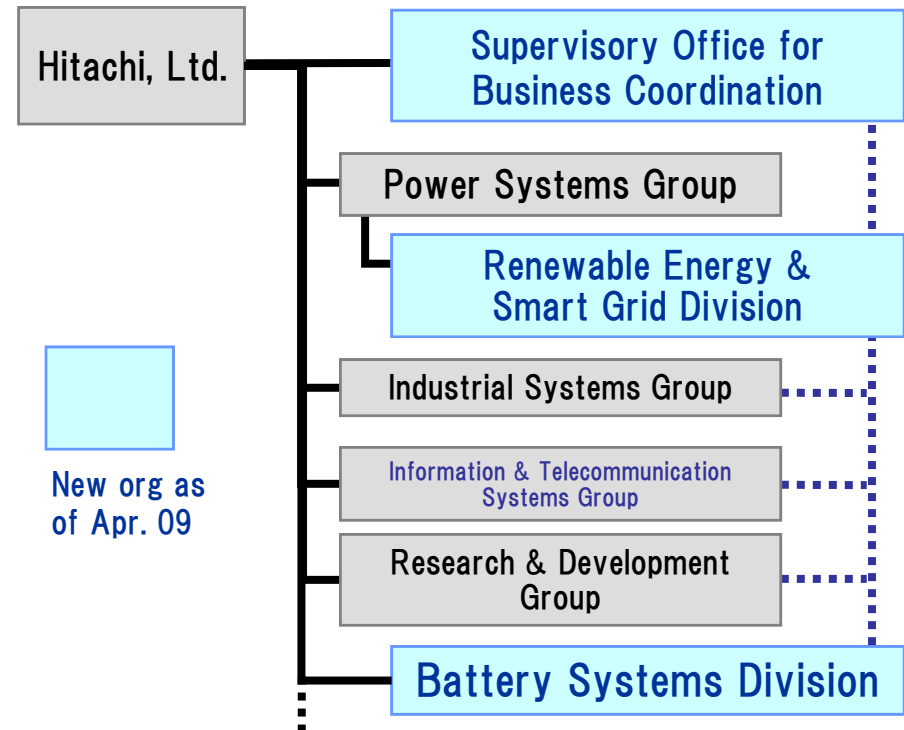 Hitachi, Ltd.
Supervisory Office for
Business Coordination
Power Systems Group
Renewable Energy &
Smart Grid Division
Industrial Systems Group
Information & Telecommunication
Systems Group
Research & Development
Group
Battery Systems Division
New org as
of Apr. 09